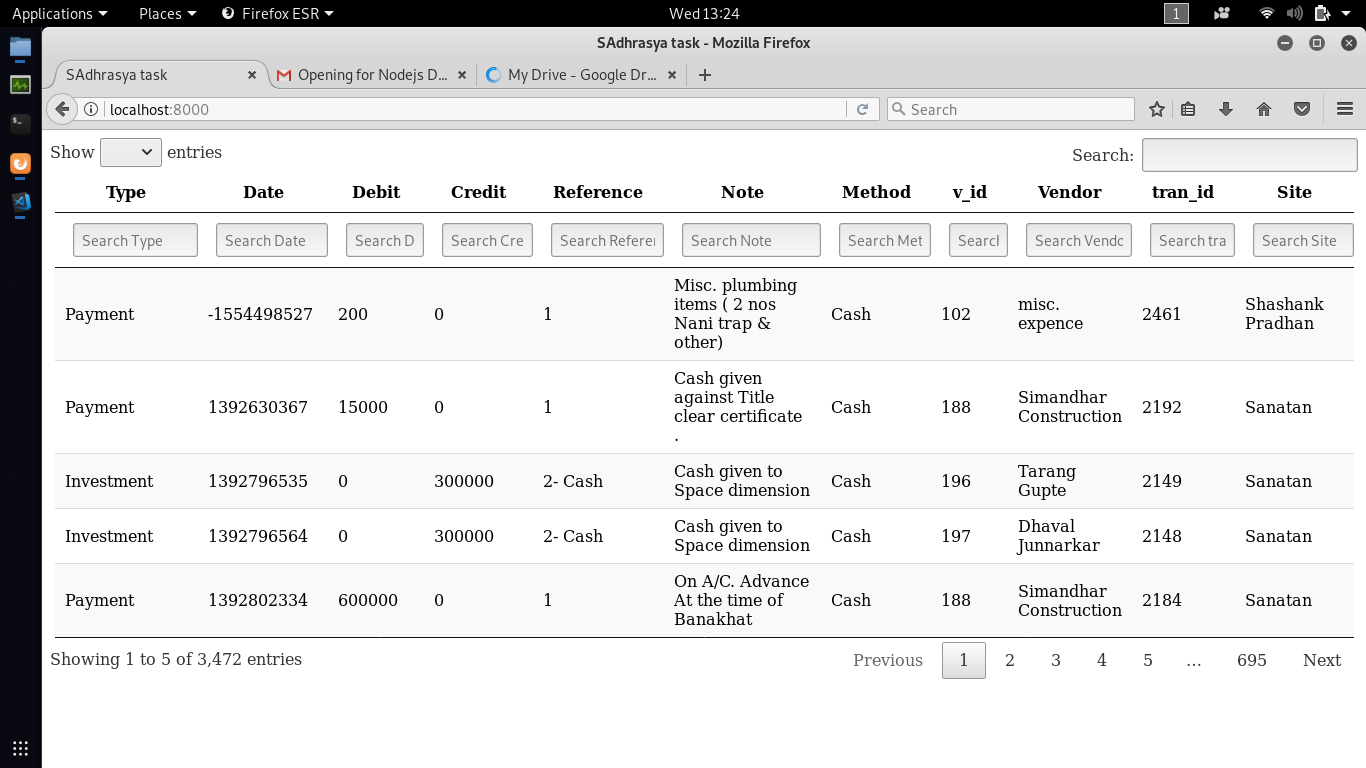 Applications Places Firefox ESR Wed 13:24 1
SAdhrasya task - Mozilla Firefox
SAdhrasya task Opening for Nodejs D... My Drive - Google Dr...
localhost:8000 Search
Show entries Search:
Type Date Debit Credit Reference Note Method v_id Vendor tran_id Site
Search Type Search Date Search D Search Cre Search Referer Search Note Search Met Search Search Vendo Search tra Search Site
Payment -1554498527 200 0 1 Misc. plumbing items ( 2 nos Nani trap & other) Cash 102 misc. expence 2461 Shashank Pradhan
Payment 1392630367 15000 0 1 Cash given against Title clear certificate . Cash 188 Simandhar Construction 2192 Sanatan
Investment 1392796535 0 300000 2- Cash Cash given to Space dimension Cash 196 Tarang Gupte 2149 Sanatan
Investment 1392796564 0 300000 2- Cash Cash given to Space dimension Cash 197 Dhaval Junnarkar 2148 Sanatan
Payment 1392802334 600000 0 1 On A/C. Advance At the time of Banakhat Cash 188 Simandhar Construction 2184 Sanatan
Showing 1 to 5 of 3,472 entries Previous 1 2 3 4 5 … 695 Next